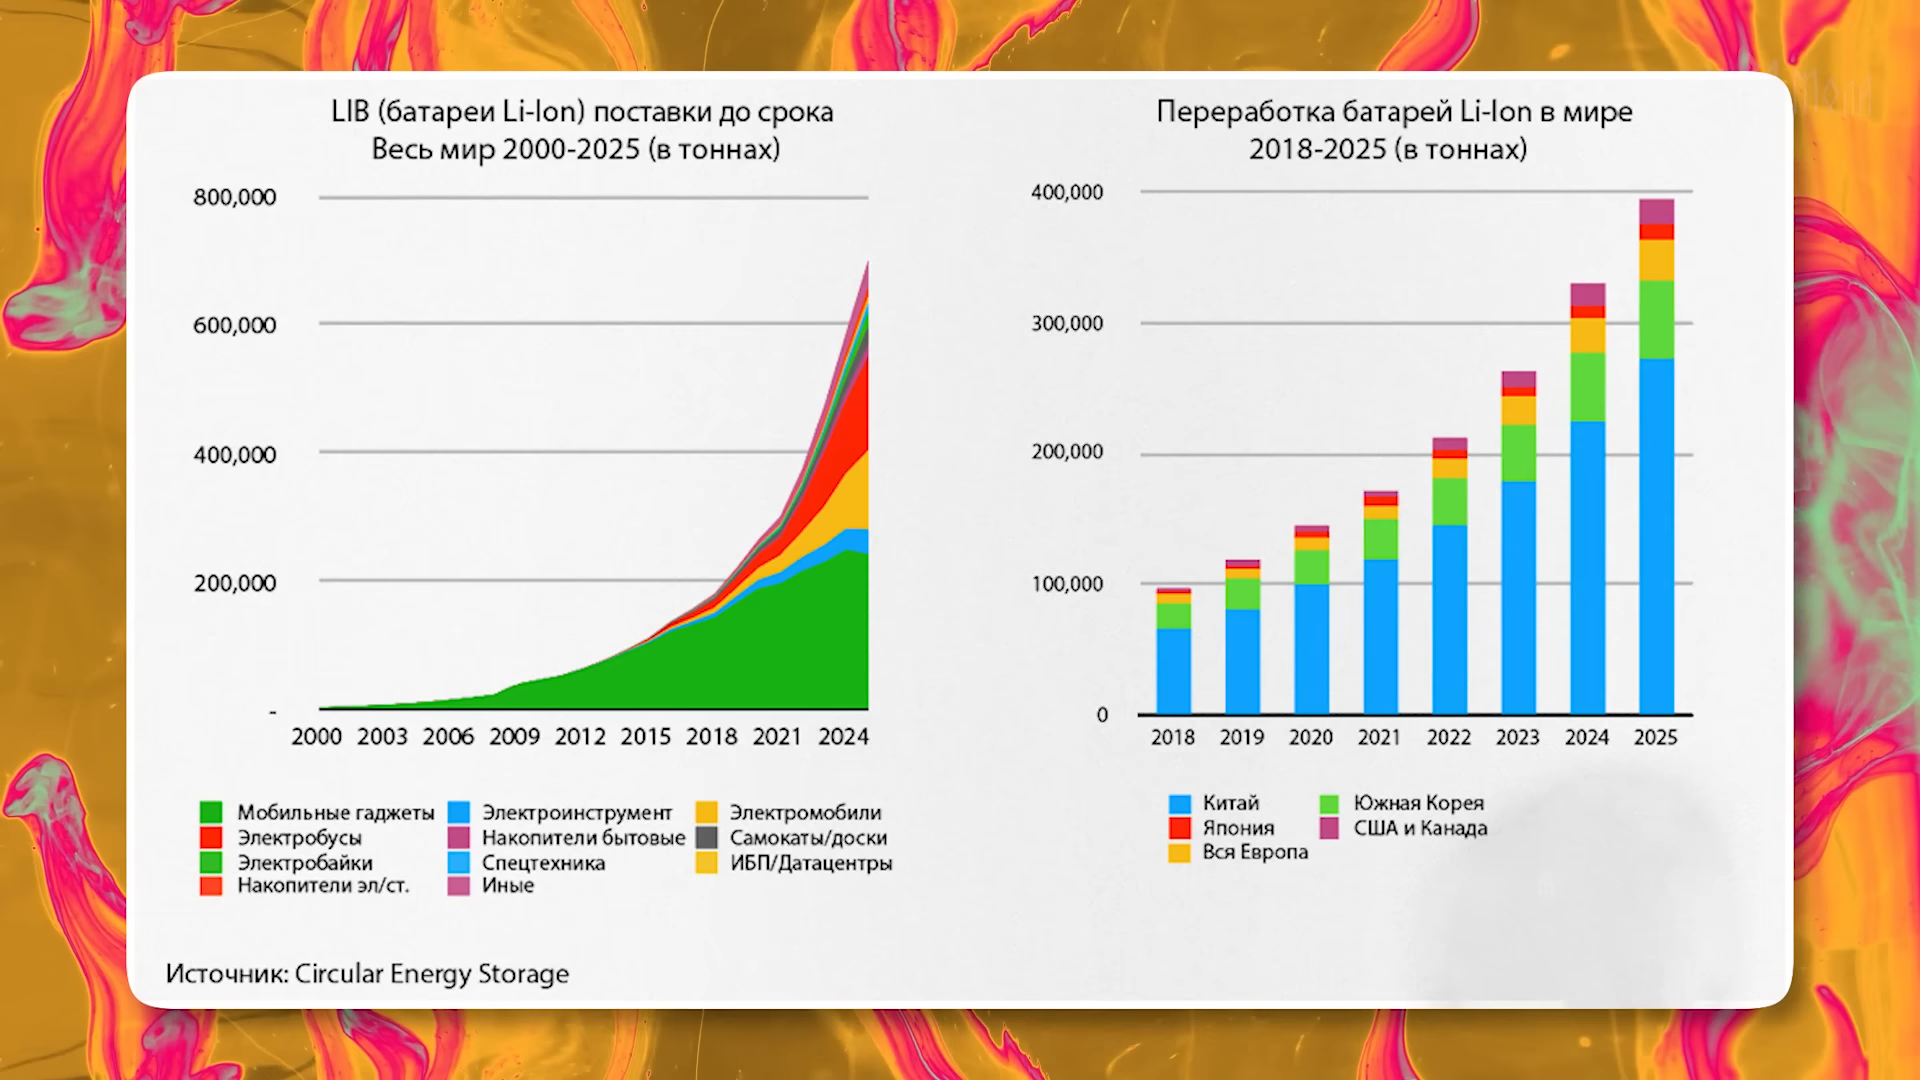 LIB (батареи Li-Ion) поставки до срока
Весь мир 2000-2025 (в тоннах)
800,000
600,000
400,000
200,000
-
2000 2003 2006 2009 2012 2015 2018 2021 2024
Мобильные гаджеты Электроинструмент Электромобили
Электробусы Накопители бытовые Самокаты/доски
Электробайки Спецтехника ИБП/Датацентры
Накопители эл/ст. Иные
Переработка батарей Li-Ion в мире
2018-2025 (в тоннах)
400,000
300,000
200,000
100,000
0
2018 2019 2020 2021 2022 2023 2024 2025
Китай Южная Корея
Япония США и Канада
Вся Европа
Источник: Circular Energy Storage